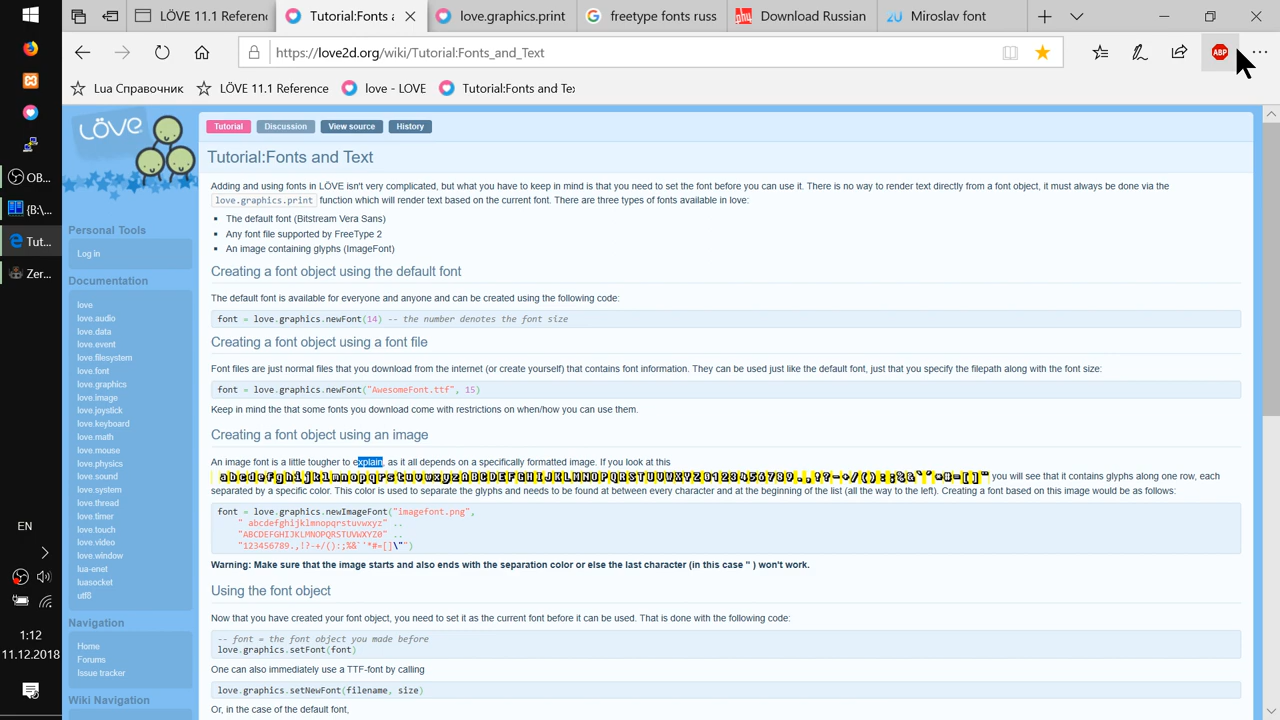 LÖVE 11.1 Referenc
Tutorial:Fonts a
love.graphics.print
freetype fonts russ
Download Russian
Miroslav font
https://love2d.org/wiki/Tutorial:Fonts_and_Text
ABP
Lua Справочник
LÖVE 11.1 Reference
love - LOVE
Tutorial:Fonts and Te
OB...
{B:\...
Tut...
Zer...
EN
1:12
11.12.2018
LÖVE
Personal Tools
Log in
Documentation
love
love.audio
love.data
love.event
love.filesystem
love.font
love.graphics
love.image
love.joystick
love.keyboard
love.math
love.mouse
love.physics
love.sound
love.system
love.thread
love.timer
love.touch
love.video
love.window
lua-enet
luasocket
utf8
Navigation
Home
Forums
Issue tracker
Wiki Navigation
Tutorial Discussion View source History
Tutorial:Fonts and Text
Adding and using fonts in LÖVE isn't very complicated, but what you have to keep in mind is that you need to set the font before you can use it. There is no way to render text directly from a font object, it must always be done via the
love.graphics.print function which will render text based on the current font. There are three types of fonts available in love:
The default font (Bitstream Vera Sans)
Any font file supported by FreeType 2
An image containing glyphs (ImageFont)
Creating a font object using the default font
The default font is available for everyone and anyone and can be created using the following code:
font = love.graphics.newFont(14) -- the number denotes the font size
Creating a font object using a font file
Font files are just normal files that you download from the internet (or create yourself) that contains font information. They can be used just like the default font, just that you specify the filepath along with the font size:
font = love.graphics.newFont("AwesomeFont.ttf", 15)
Keep in mind the that some fonts you download come with restrictions on when/how you can use them.
Creating a font object using an image
An image font is a little tougher to explain, as it all depends on a specifically formatted image. If you look at this
abcdefghijklmnopqrstuvwxyzABCDEFGHIJKLMNOPQRSTUVWXYZ0123456789.,!?-+/():;%&`´*#=[]" you will see that it contains glyphs along one row, each
separated by a specific color. This color is used to separate the glyphs and needs to be found at between every character and at the beginning of the list (all the way to the left). Creating a font based on this image would be as follows:
font = love.graphics.newImageFont("imagefont.png",
" abcdefghijklmnopqrstuvwxyz" ..
"ABCDEFGHIJKLMNOPQRSTUVWXYZ0" ..
"123456789.,!?-+/():;%&`'*#=[]\"")
Warning: Make sure that the image starts and also ends with the separation color or else the last character (in this case " ) won't work.
Using the font object
Now that you have created your font object, you need to set it as the current font before it can be used. That is done with the following code:
-- font = the font object you made before
love.graphics.setFont(font)
One can also immediately use a TTF-font by calling
love.graphics.setNewFont(filename, size)
Or, in the case of the default font,